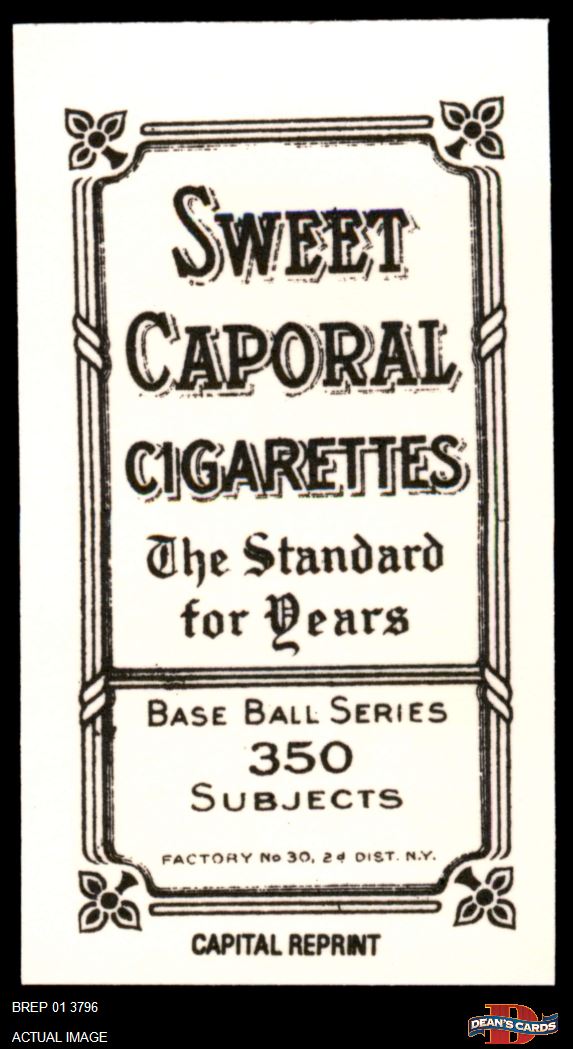 SWEET
CAPORAL
CIGARETTES
The Standard
for Years
BASE BALL SERIES
350
SUBJECTS
FACTORY No 30, 2d DIST. N.Y.
CAPITAL REPRINT
BREP 01 3796
ACTUAL IMAGE
DEAN'S CARDS